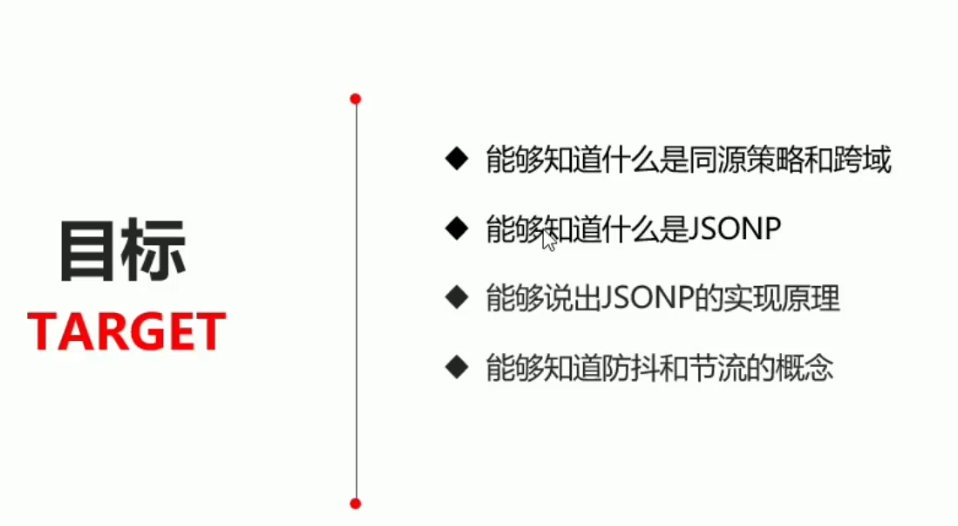 目标
TARGET
◆ 能够知道什么是同源策略和跨域
◆ 能够知道什么是JSONP
◆ 能够说出JSONP的实现原理
◆ 能够知道防抖和节流的概念